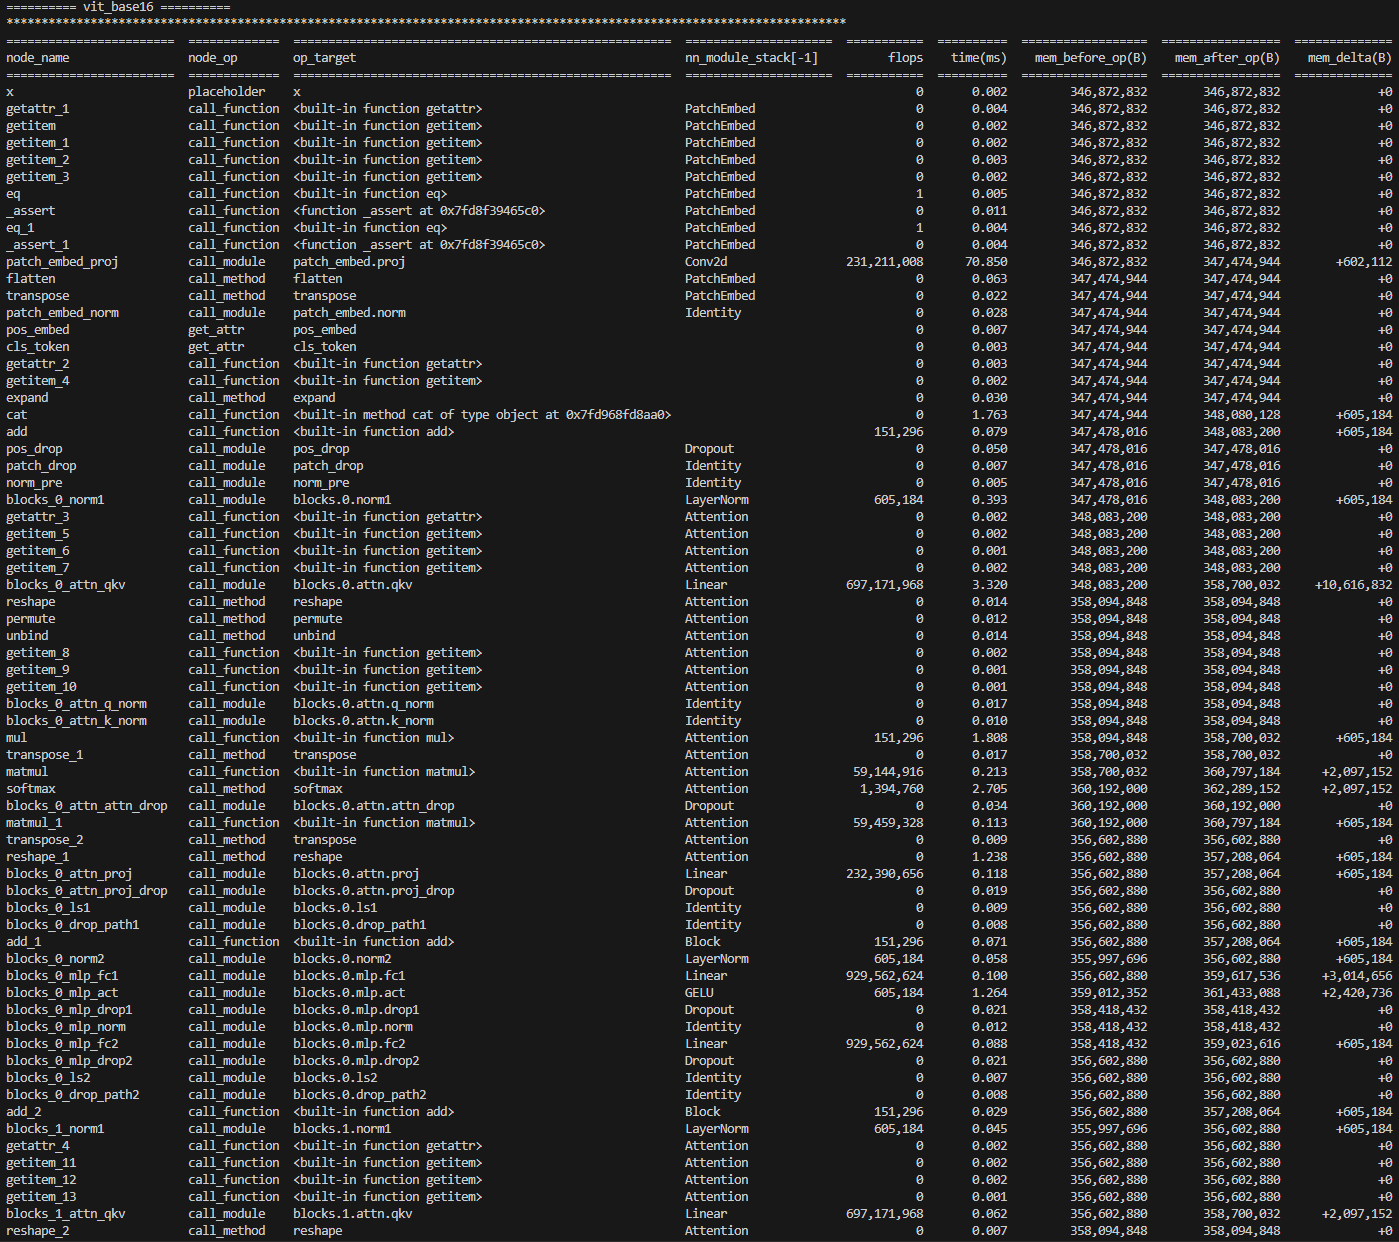 ========== vit_base16 ==========
************************************************************************************************************************
========================  =============  ======================================================  =====================  ===========  ==========  ==================  =================  ==============
node_name                 node_op        op_target                                               nn_module_stack[-1]          flops    time(ms)    mem_before_op(B)    mem_after_op(B)    mem_delta(B)
========================  =============  ======================================================  =====================  ===========  ==========  ==================  =================  ==============
x placeholder x 0 0.002 346,872,832 346,872,832 +0
getattr_1 call_function <built-in function getattr> PatchEmbed 0 0.004 346,872,832 346,872,832 +0
getitem call_function <built-in function getitem> PatchEmbed 0 0.002 346,872,832 346,872,832 +0
getitem_1 call_function <built-in function getitem> PatchEmbed 0 0.002 346,872,832 346,872,832 +0
getitem_2 call_function <built-in function getitem> PatchEmbed 0 0.003 346,872,832 346,872,832 +0
getitem_3 call_function <built-in function getitem> PatchEmbed 0 0.002 346,872,832 346,872,832 +0
eq call_function <built-in function eq> PatchEmbed 1 0.005 346,872,832 346,872,832 +0
_assert call_function <function _assert at 0x7fd8f39465c0> PatchEmbed 0 0.011 346,872,832 346,872,832 +0
eq_1 call_function <built-in function eq> PatchEmbed 1 0.004 346,872,832 346,872,832 +0
_assert_1 call_function <function _assert at 0x7fd8f39465c0> PatchEmbed 0 0.004 346,872,832 346,872,832 +0
patch_embed_proj call_module patch_embed.proj Conv2d 231,211,008 70.850 346,872,832 347,474,944 +602,112
flatten call_method flatten PatchEmbed 0 0.063 347,474,944 347,474,944 +0
transpose call_method transpose PatchEmbed 0 0.022 347,474,944 347,474,944 +0
patch_embed_norm call_module patch_embed.norm Identity 0 0.028 347,474,944 347,474,944 +0
pos_embed get_attr pos_embed 0 0.007 347,474,944 347,474,944 +0
cls_token get_attr cls_token 0 0.003 347,474,944 347,474,944 +0
getattr_2 call_function <built-in function getattr> 0 0.003 347,474,944 347,474,944 +0
getitem_4 call_function <built-in function getitem> 0 0.002 347,474,944 347,474,944 +0
expand call_method expand 0 0.030 347,474,944 347,474,944 +0
cat call_function <built-in method cat of type object at 0x7fd968fd8aa0> 0 1.763 347,474,944 348,080,128 +605,184
add call_function <built-in function add> 151,296 0.079 347,478,016 348,083,200 +605,184
pos_drop call_module pos_drop Dropout 0 0.050 347,478,016 347,478,016 +0
patch_drop call_module patch_drop Identity 0 0.007 347,478,016 347,478,016 +0
norm_pre call_module norm_pre Identity 0 0.005 347,478,016 347,478,016 +0
blocks_0_norm1 call_module blocks.0.norm1 LayerNorm 605,184 0.393 347,478,016 348,083,200 +605,184
getattr_3 call_function <built-in function getattr> Attention 0 0.002 348,083,200 348,083,200 +0
getitem_5 call_function <built-in function getitem> Attention 0 0.002 348,083,200 348,083,200 +0
getitem_6 call_function <built-in function getitem> Attention 0 0.001 348,083,200 348,083,200 +0
getitem_7 call_function <built-in function getitem> Attention 0 0.002 348,083,200 348,083,200 +0
blocks_0_attn_qkv call_module blocks.0.attn.qkv Linear 697,171,968 3.320 348,083,200 358,700,032 +10,616,832
reshape call_method reshape Attention 0 0.014 358,094,848 358,094,848 +0
permute call_method permute Attention 0 0.012 358,094,848 358,094,848 +0
unbind call_method unbind Attention 0 0.014 358,094,848 358,094,848 +0
getitem_8 call_function <built-in function getitem> Attention 0 0.002 358,094,848 358,094,848 +0
getitem_9 call_function <built-in function getitem> Attention 0 0.001 358,094,848 358,094,848 +0
getitem_10 call_function <built-in function getitem> Attention 0 0.001 358,094,848 358,094,848 +0
blocks_0_attn_q_norm call_module blocks.0.attn.q_norm Identity 0 0.017 358,094,848 358,094,848 +0
blocks_0_attn_k_norm call_module blocks.0.attn.k_norm Identity 0 0.010 358,094,848 358,094,848 +0
mul call_function <built-in function mul> Attention 151,296 1.808 358,094,848 358,700,032 +605,184
transpose_1 call_method transpose Attention 0 0.017 358,700,032 358,700,032 +0
matmul call_function <built-in function matmul> Attention 59,144,916 0.213 358,700,032 360,797,184 +2,097,152
softmax call_method softmax Attention 1,394,760 2.705 360,192,000 362,289,152 +2,097,152
blocks_0_attn_attn_drop call_module blocks.0.attn.attn_drop Dropout 0 0.034 360,192,000 360,192,000 +0
matmul_1 call_function <built-in function matmul> Attention 59,459,328 0.113 360,192,000 360,797,184 +605,184
transpose_2 call_method transpose Attention 0 0.009 356,602,880 356,602,880 +0
reshape_1 call_method reshape Attention 0 1.238 356,602,880 357,208,064 +605,184
blocks_0_attn_proj call_module blocks.0.attn.proj Linear 232,390,656 0.118 356,602,880 357,208,064 +605,184
blocks_0_attn_proj_drop call_module blocks.0.attn.proj_drop Dropout 0 0.019 356,602,880 356,602,880 +0
blocks_0_ls1 call_module blocks.0.ls1 Identity 0 0.009 356,602,880 356,602,880 +0
blocks_0_drop_path1 call_module blocks.0.drop_path1 Identity 0 0.008 356,602,880 356,602,880 +0
add_1 call_function <built-in function add> Block 151,296 0.071 356,602,880 357,208,064 +605,184
blocks_0_norm2 call_module blocks.0.norm2 LayerNorm 605,184 0.058 355,997,696 356,602,880 +605,184
blocks_0_mlp_fc1 call_module blocks.0.mlp.fc1 Linear 929,562,624 0.100 356,602,880 359,617,536 +3,014,656
blocks_0_mlp_act call_module blocks.0.mlp.act GELU 605,184 1.264 359,012,352 361,433,088 +2,420,736
blocks_0_mlp_drop1 call_module blocks.0.mlp.drop1 Dropout 0 0.021 358,418,432 358,418,432 +0
blocks_0_mlp_norm call_module blocks.0.mlp.norm Identity 0 0.012 358,418,432 358,418,432 +0
blocks_0_mlp_fc2 call_module blocks.0.mlp.fc2 Linear 929,562,624 0.088 358,418,432 359,023,616 +605,184
blocks_0_mlp_drop2 call_module blocks.0.mlp.drop2 Dropout 0 0.021 356,602,880 356,602,880 +0
blocks_0_ls2 call_module blocks.0.ls2 Identity 0 0.007 356,602,880 356,602,880 +0
blocks_0_drop_path2 call_module blocks.0.drop_path2 Identity 0 0.008 356,602,880 356,602,880 +0
add_2 call_function <built-in function add> Block 151,296 0.029 356,602,880 357,208,064 +605,184
blocks_1_norm1 call_module blocks.1.norm1 LayerNorm 605,184 0.045 355,997,696 356,602,880 +605,184
getattr_4 call_function <built-in function getattr> Attention 0 0.002 356,602,880 356,602,880 +0
getitem_11 call_function <built-in function getitem> Attention 0 0.002 356,602,880 356,602,880 +0
getitem_12 call_function <built-in function getitem> Attention 0 0.002 356,602,880 356,602,880 +0
getitem_13 call_function <built-in function getitem> Attention 0 0.001 356,602,880 356,602,880 +0
blocks_1_attn_qkv call_module blocks.1.attn.qkv Linear 697,171,968 0.062 356,602,880 358,700,032 +2,097,152
reshape_2 call_method reshape Attention 0 0.007 358,094,848 358,094,848 +0